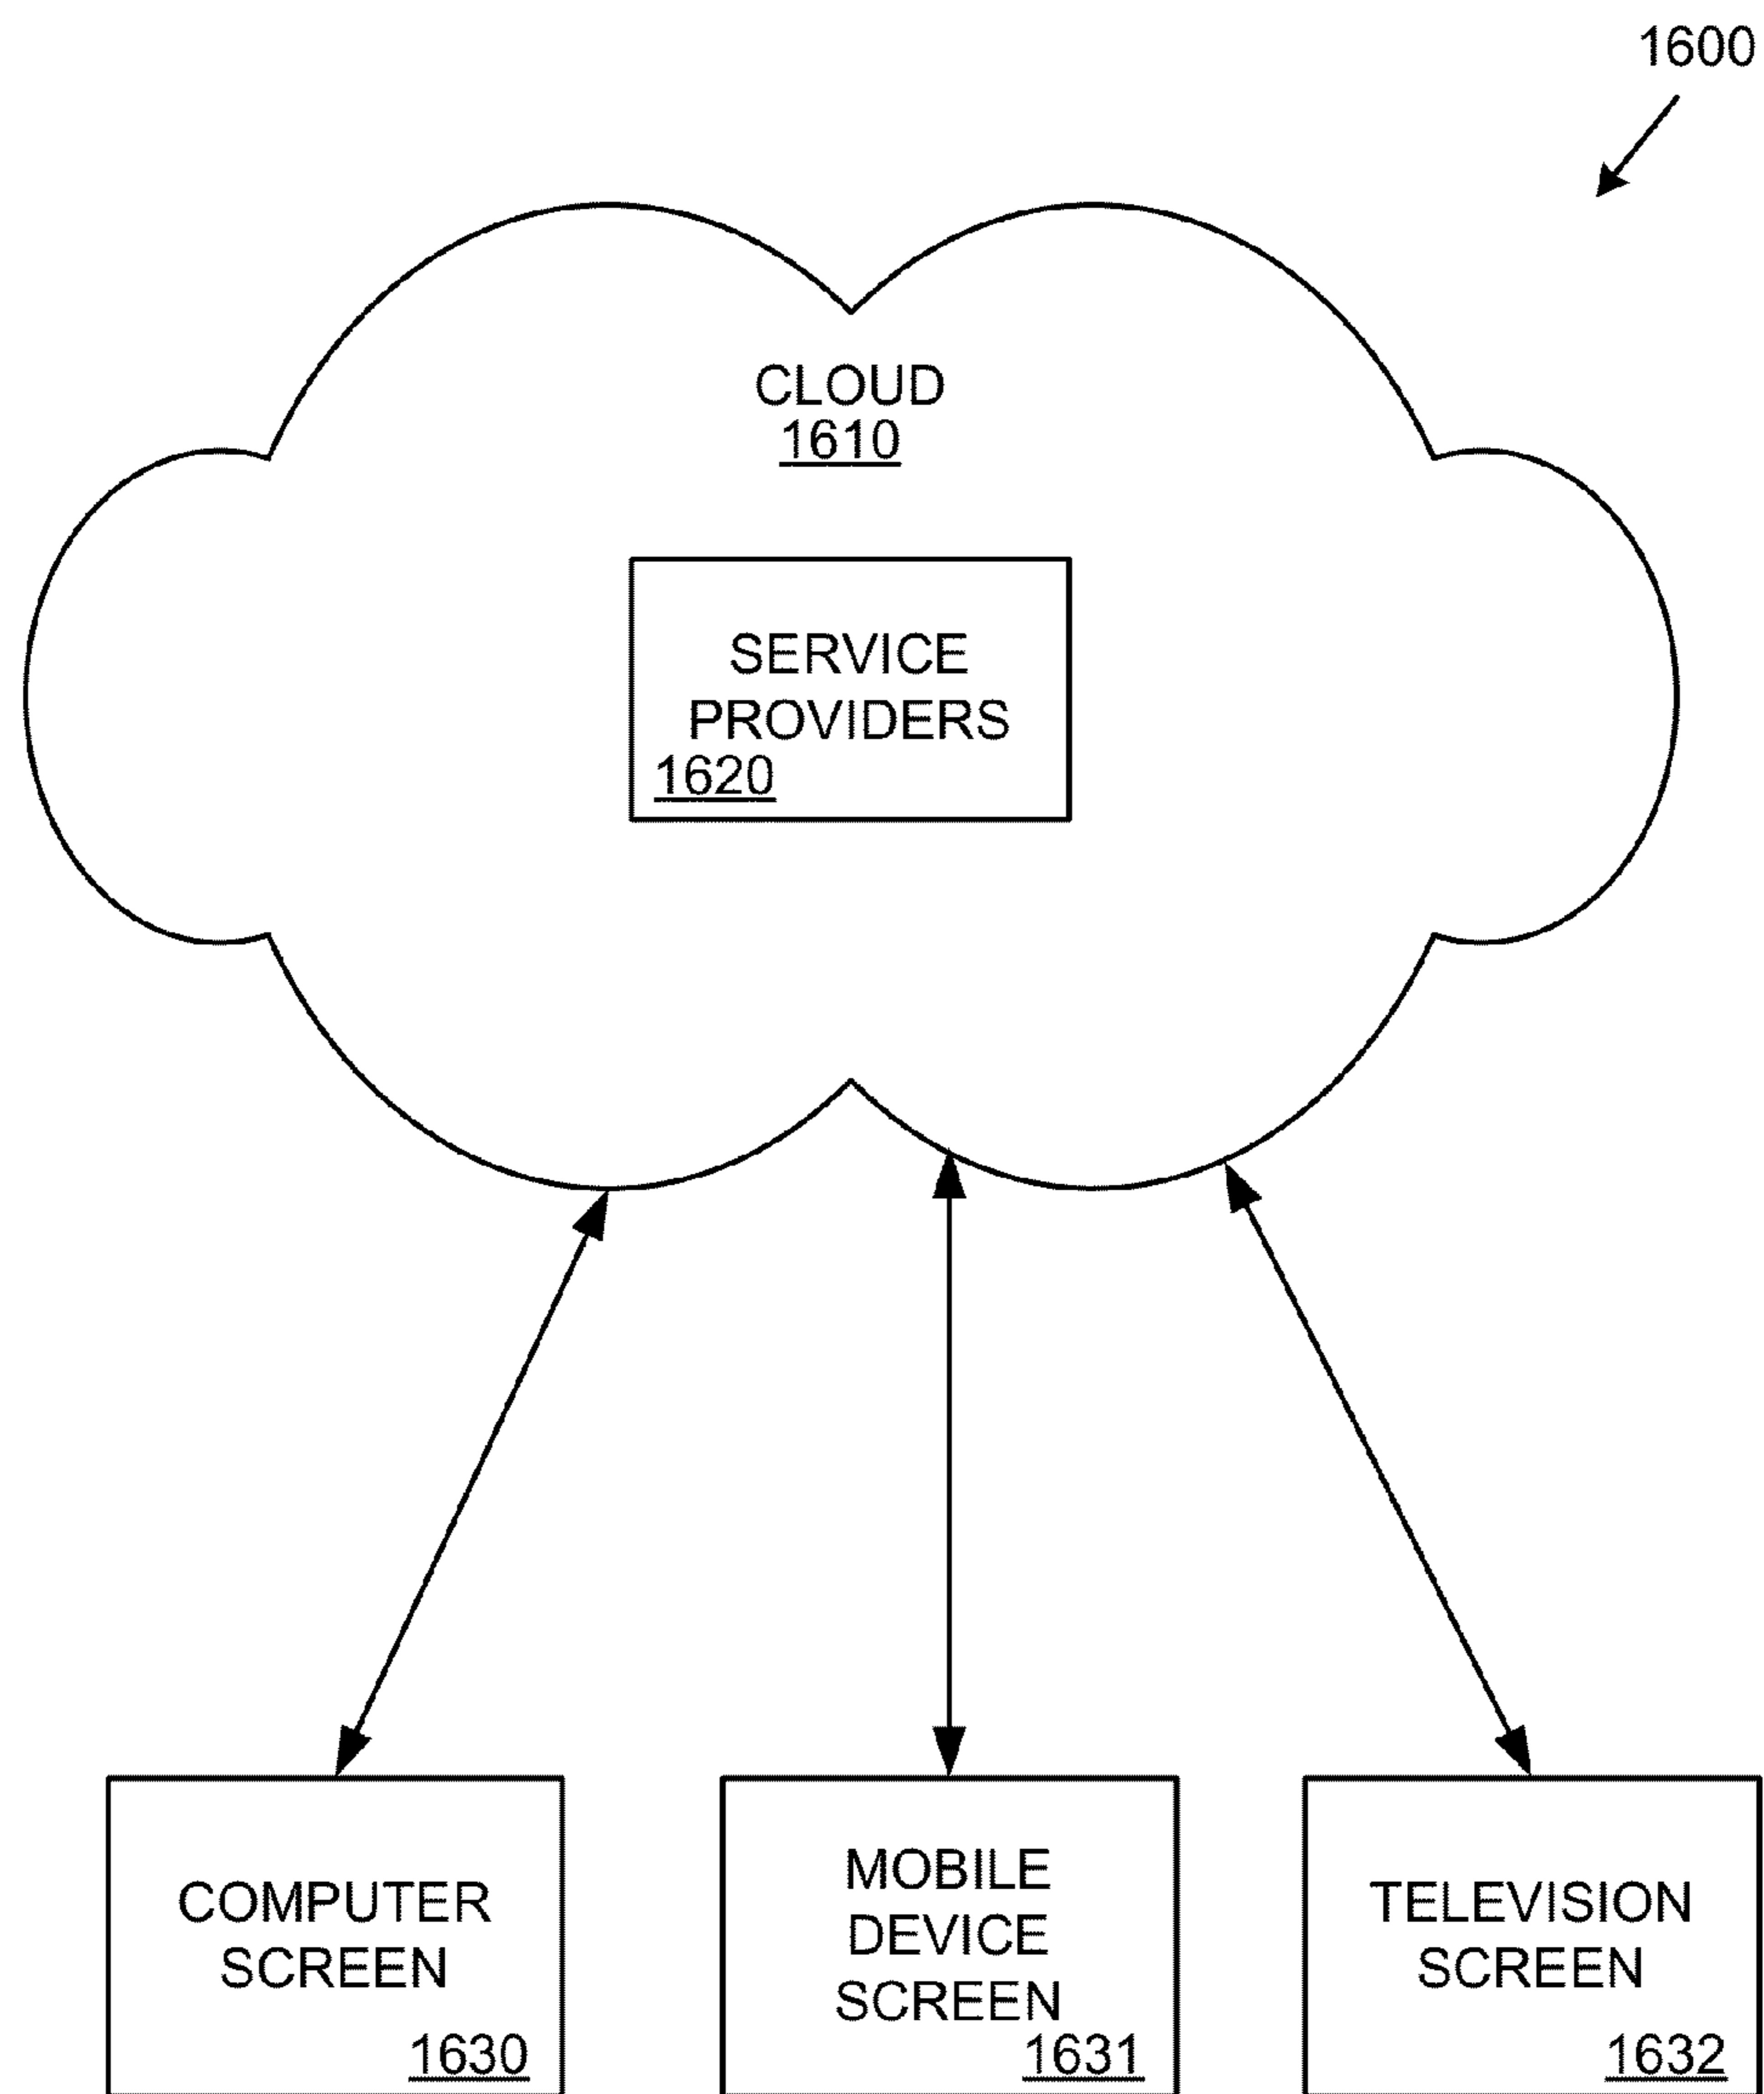 1600
CLOUD
1610
SERVICE
PROVIDERS
1620
COMPUTER
SCREEN
1630
MOBILE
DEVICE
SCREEN
1631
TELEVISION
SCREEN
1632